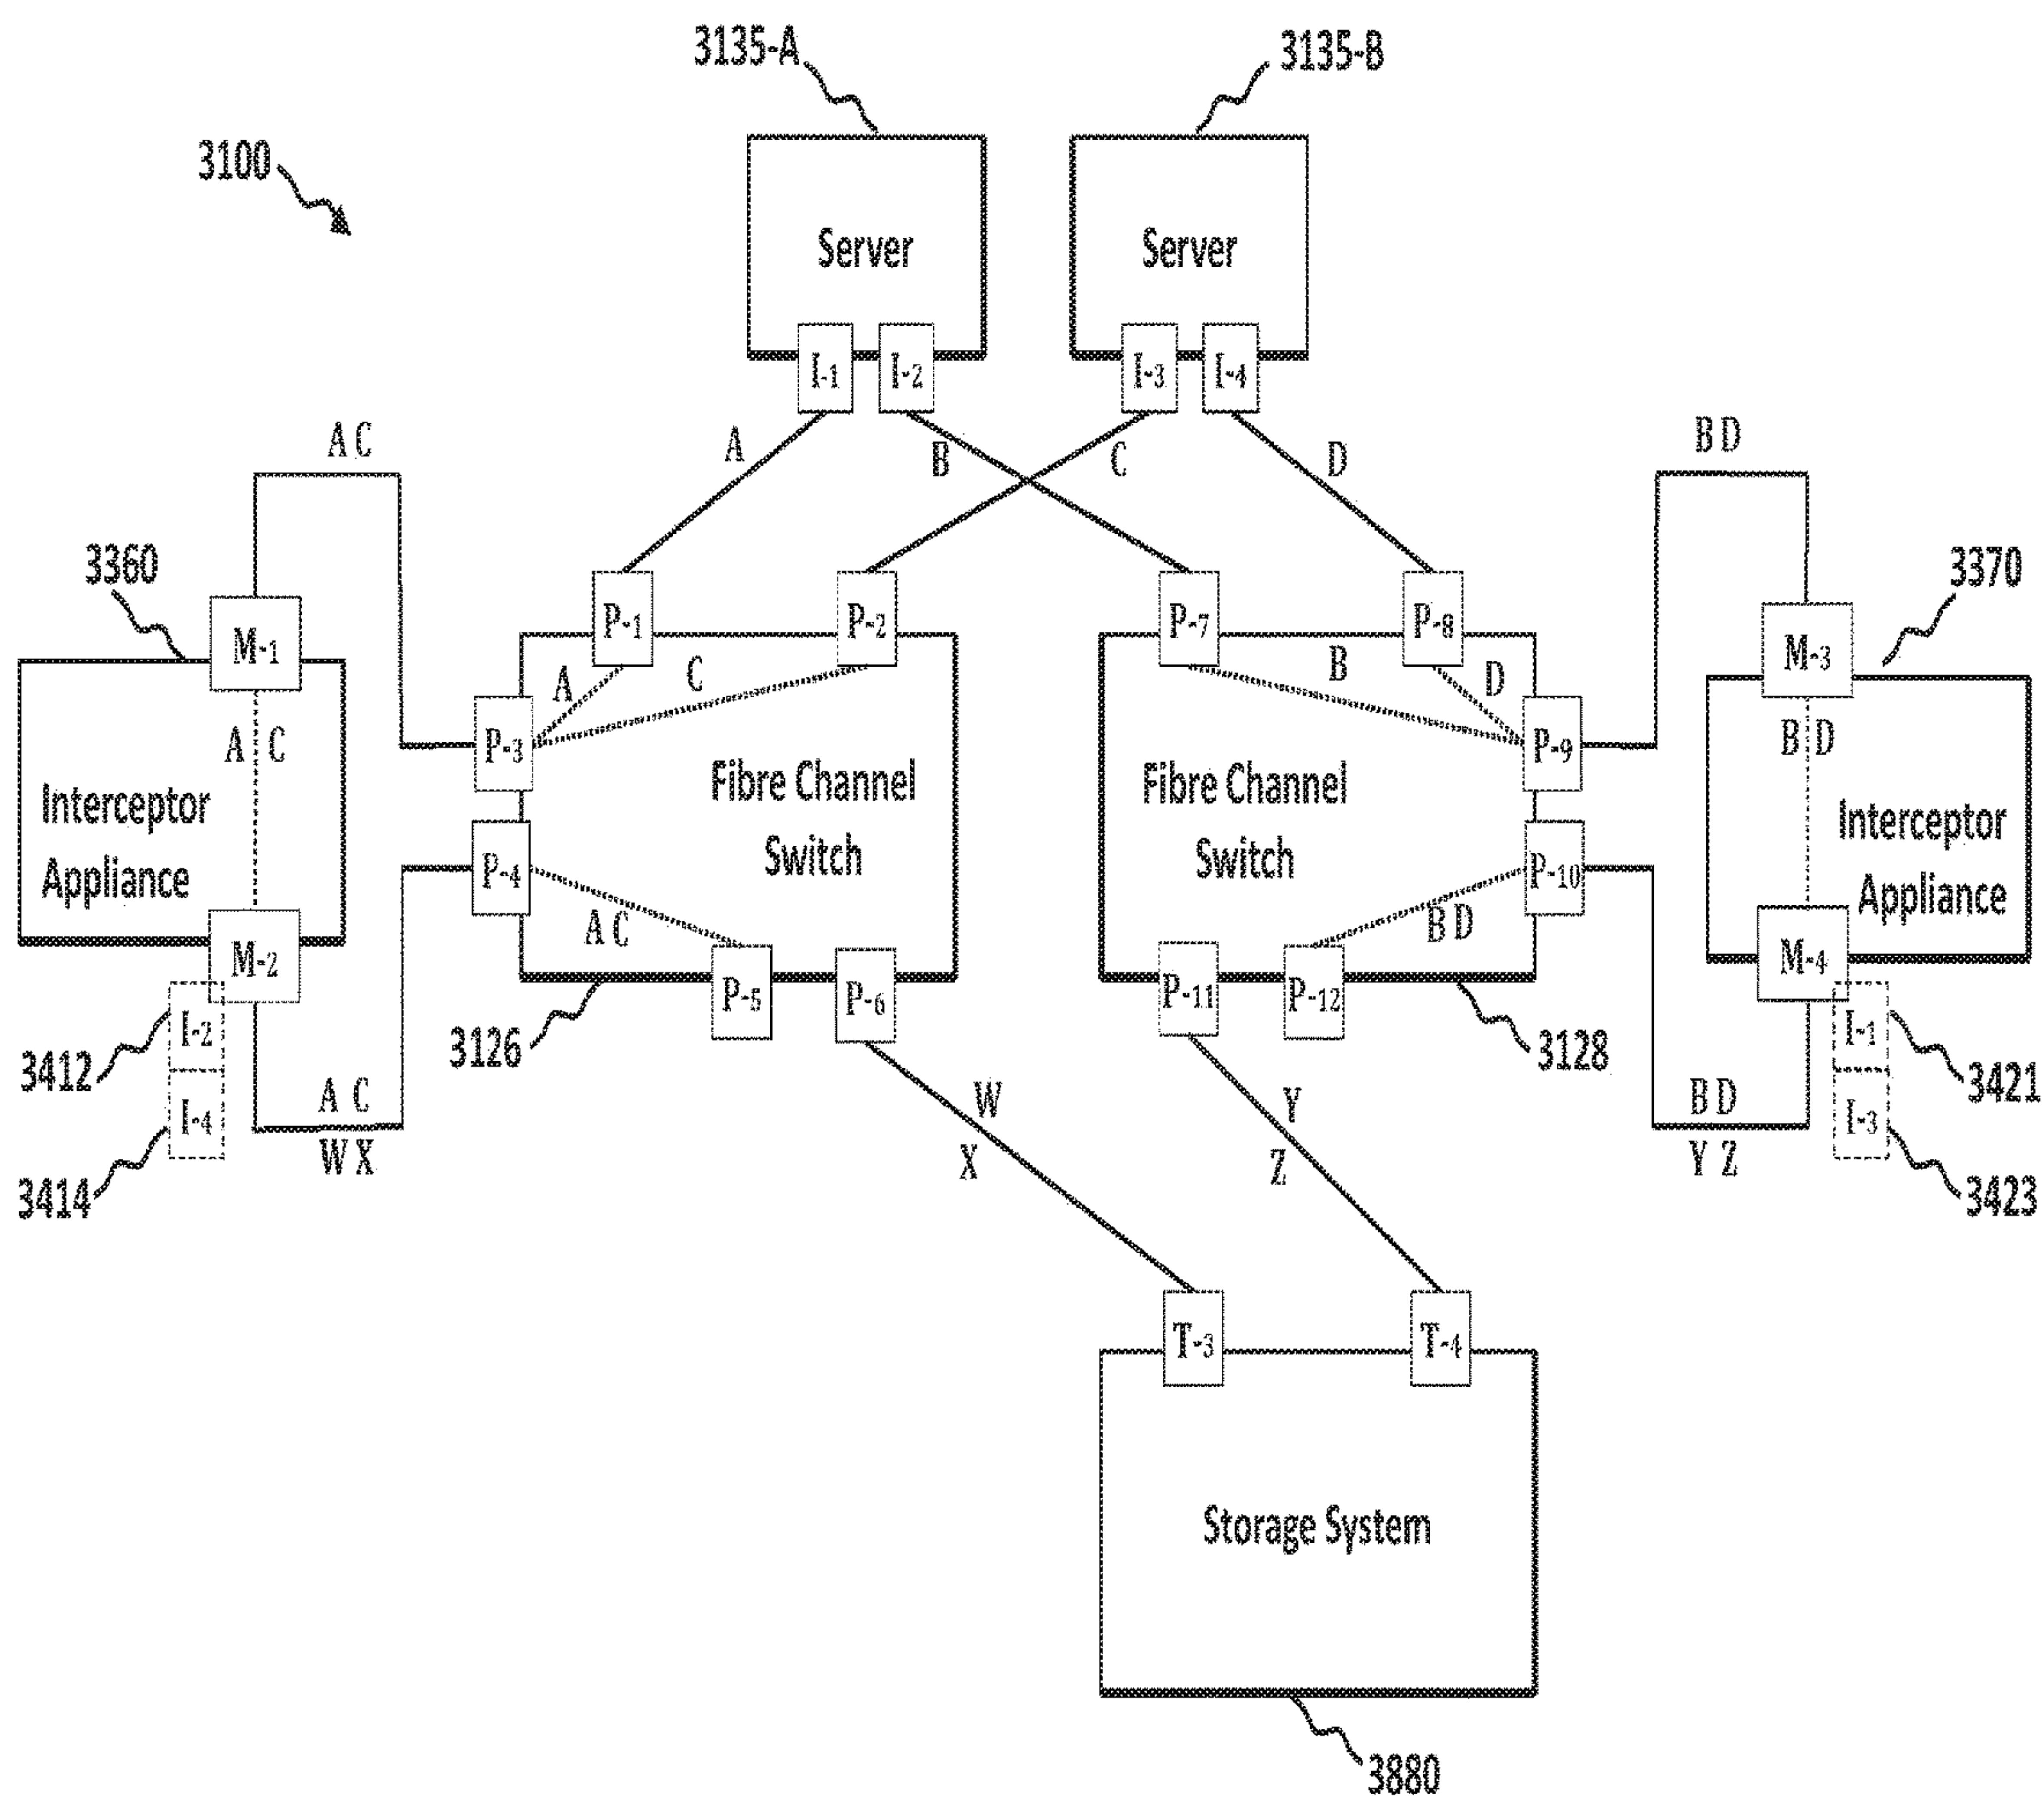 3135-A
3135-B
3100
Server
Server
I-1
I-2
I-3
I-4
A C
A
B
C
D
B D
3360
3370
M-1
P-1
P-2
P-7
P-8
M-3
A
C
B
D
A C
P-3
P-9
B D
Interceptor
Appliance
Fibre Channel
Switch
Fibre Channel
Switch
Interceptor
Appliance
P-4
P-10
A C
B D
M-2
P-5
P-6
P-11
P-12
M-4
I-2
I-1
3412
3126
3128
3421
I-4
I-3
A C
W X
W
X
Y
Z
B D
Y Z
3414
3423
T-3
T-4
Storage System
3880